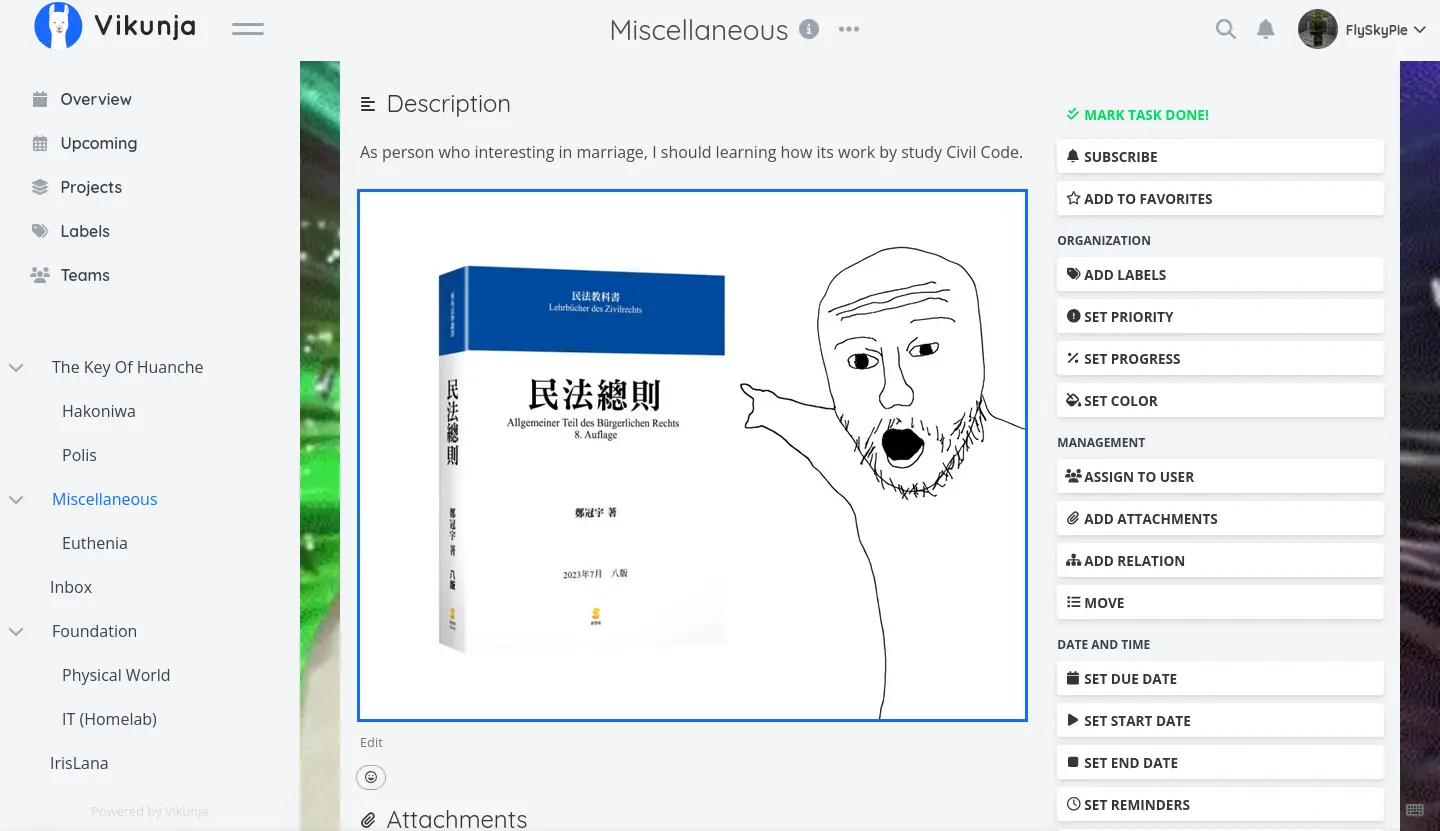 Vikunja
Miscellaneous
FlySkyPie
Overview
Upcoming
Projects
Labels
Teams
The Key Of Huanche
Hakoniwa
Polis
Miscellaneous
Euthenia
Inbox
Foundation
Physical World
IT (Homelab)
IrisLana
Powered by Vikunja
Description
As person who interesting in marriage, I should learning how its work by study Civil Code.
民法教科書
Lehrbücher des Zivilrechts
民法總則
Allgemeiner Teil des Bürgerlichen Rechts
8. Auflage
鄭冠宇 著
2023年7月 八版
民法總則
鄭冠宇 著
八版
Edit
Attachments
MARK TASK DONE!
SUBSCRIBE
ADD TO FAVORITES
ORGANIZATION
ADD LABELS
SET PRIORITY
SET PROGRESS
SET COLOR
MANAGEMENT
ASSIGN TO USER
ADD ATTACHMENTS
ADD RELATION
MOVE
DATE AND TIME
SET DUE DATE
SET START DATE
SET END DATE
SET REMINDERS